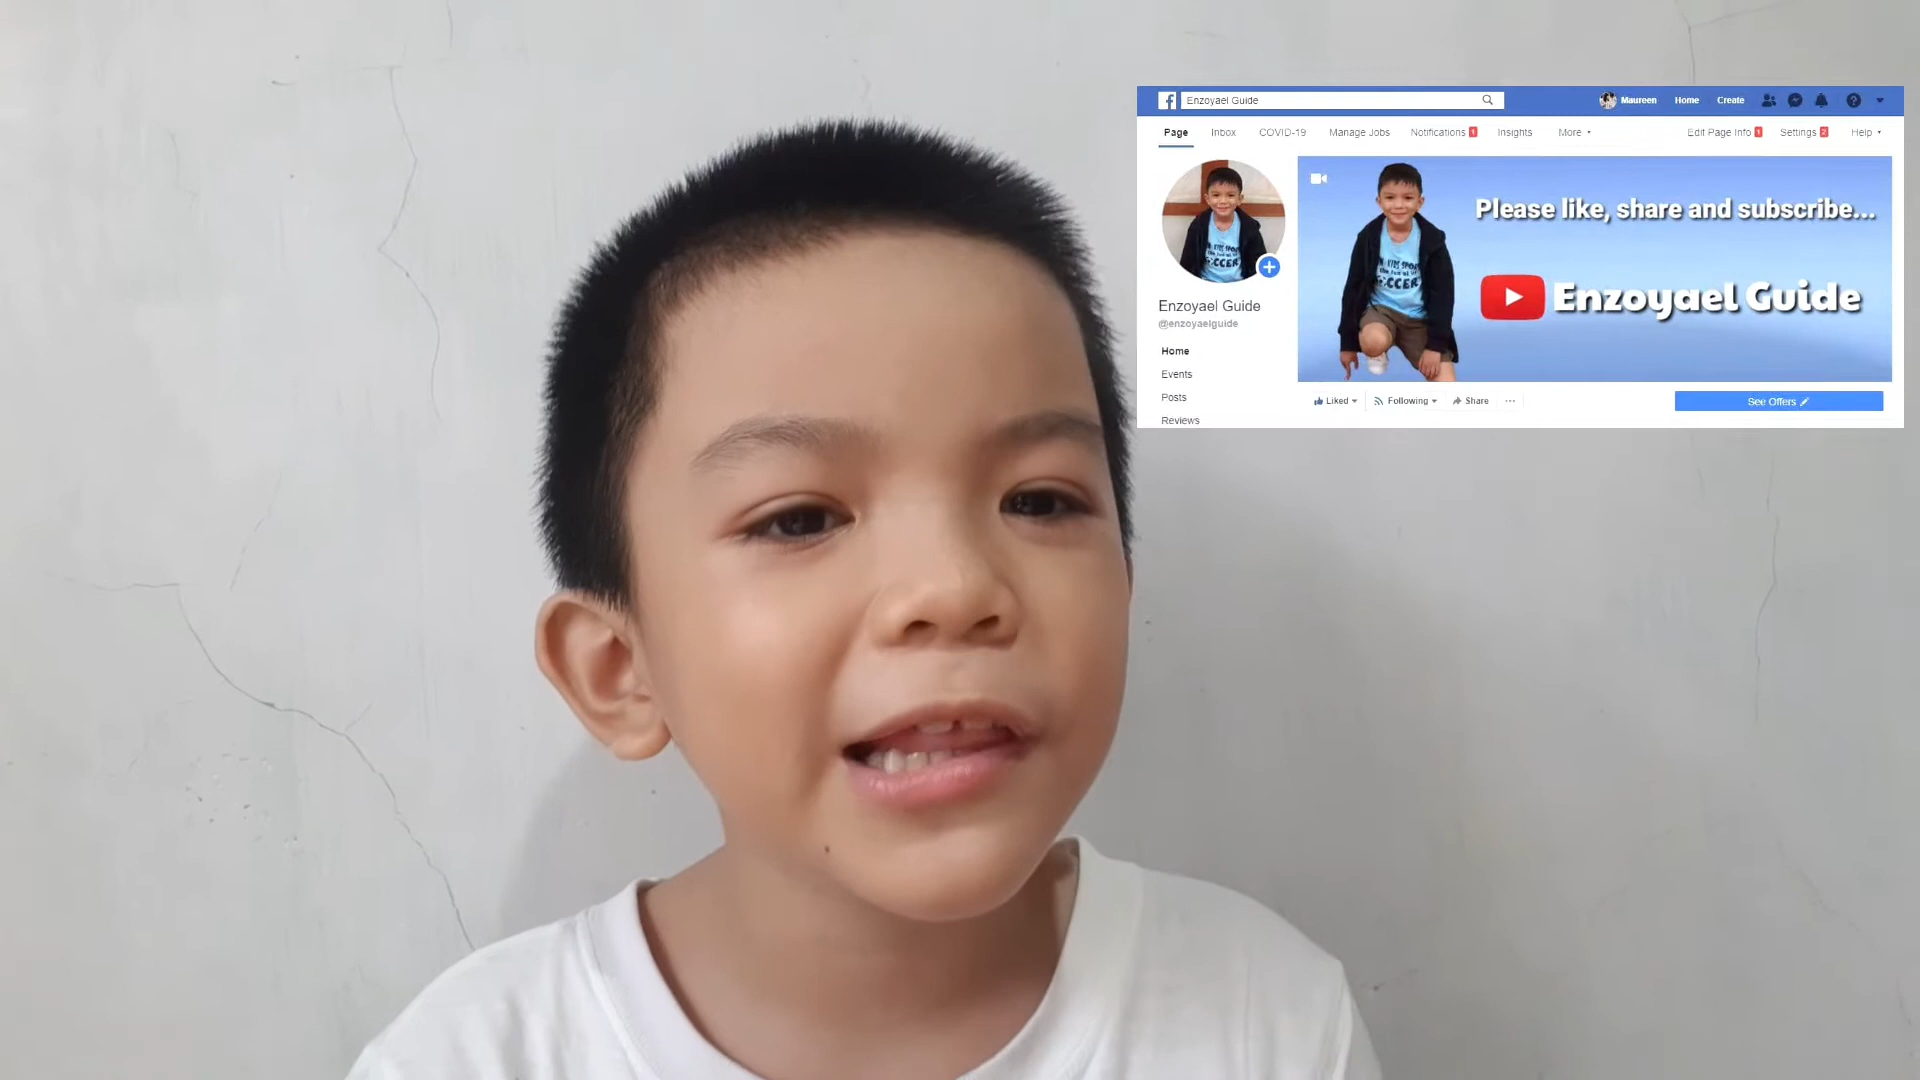 Enzoyael Guide
Maureen Home Create
Page Inbox COVID-19 Manage Jobs Notifications 1 Insights More Edit Page Info 1 Settings 2 Help
Please like, share and subscribe...
Enzoyael Guide
Enzoyael Guide
@enzoyaelguide
Home
Events
Posts
Reviews
Liked Following Share ...
See Offers